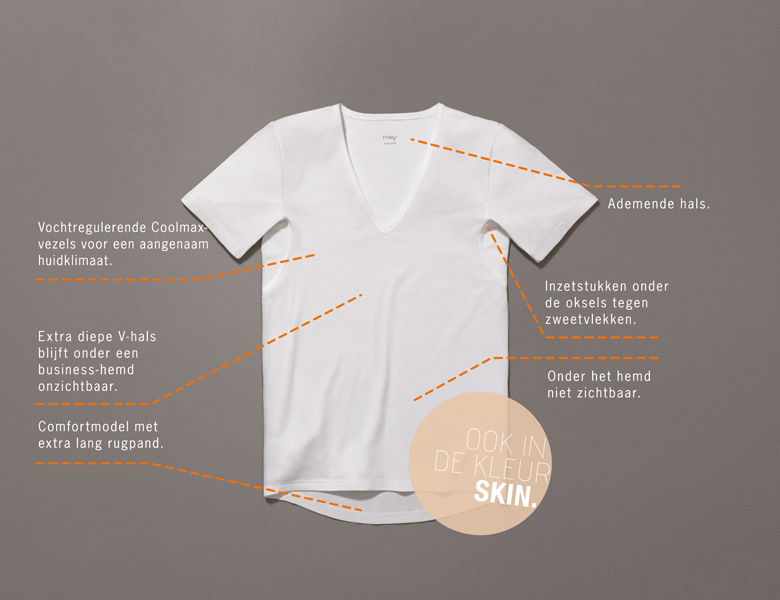 mey
Ademende hals.
Vochtregulerende Coolmax-
vezels voor een aangenaam
huidklimaat.
Inzetstukken onder
de oksels tegen
zweetvlekken.
Extra diepe V-hals
blijft onder een
business-hemd
onzichtbaar.
Onder het hemd
niet zichtbaar.
Comfortmodel met
extra lang rugpand.
OOK IN
DE KLEUR
SKIN.